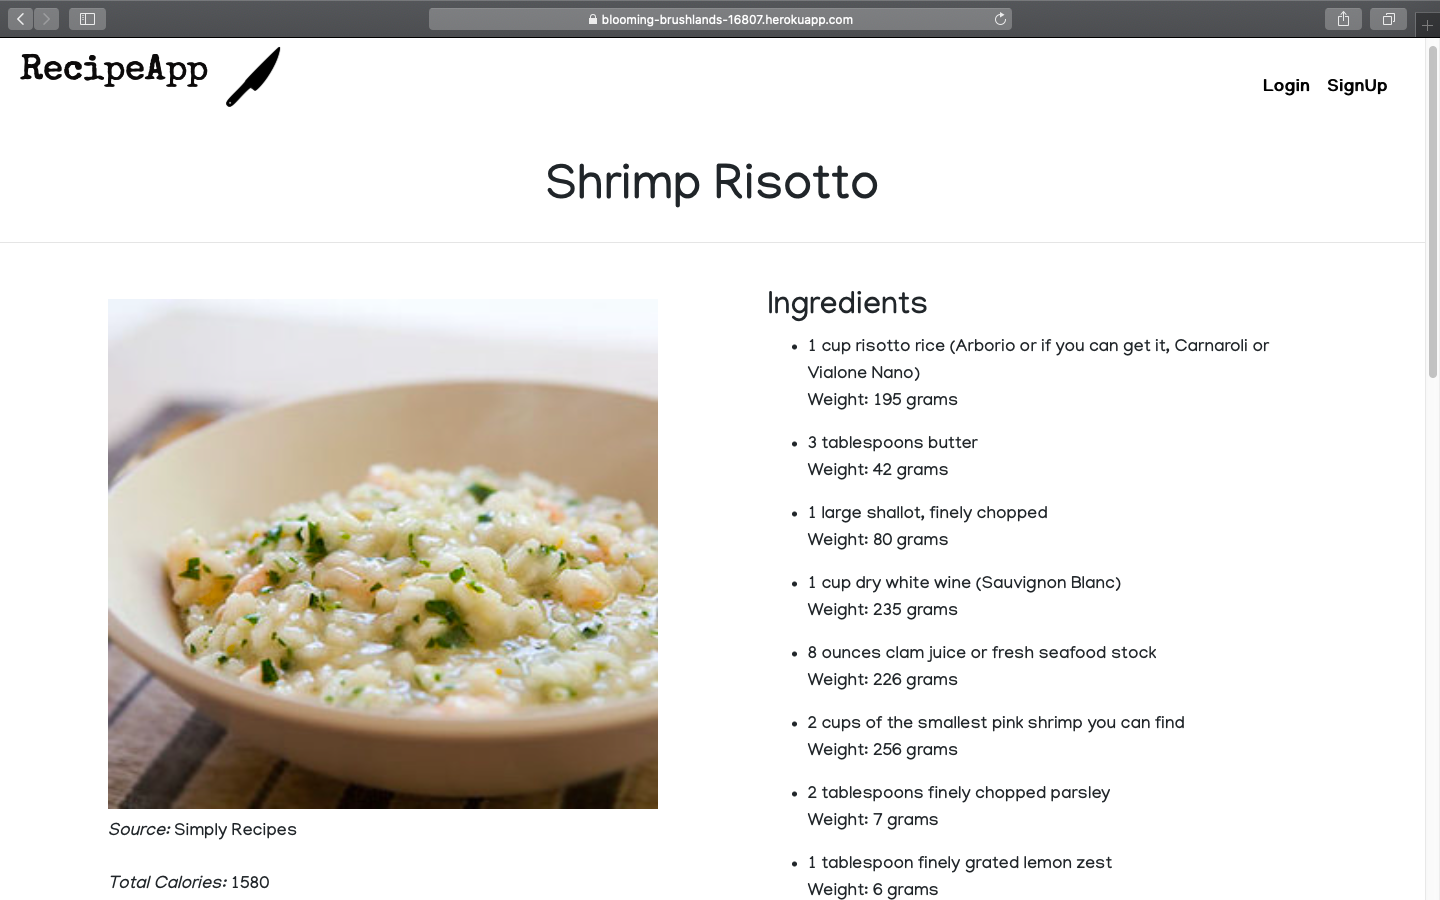 blooming-brushlands-16807.herokuapp.com
RecipeApp
Login SignUp
Shrimp Risotto
Ingredients
• 1 cup risotto rice (Arborio or if you can get it, Carnaroli or
Vialone Nano)
Weight: 195 grams
• 3 tablespoons butter
Weight: 42 grams
• 1 large shallot, finely chopped
Weight: 80 grams
• 1 cup dry white wine (Sauvignon Blanc)
Weight: 235 grams
• 8 ounces clam juice or fresh seafood stock
Weight: 226 grams
• 2 cups of the smallest pink shrimp you can find
Weight: 256 grams
• 2 tablespoons finely chopped parsley
Weight: 7 grams
• 1 tablespoon finely grated lemon zest
Weight: 6 grams
Source: Simply Recipes
Total Calories: 1580